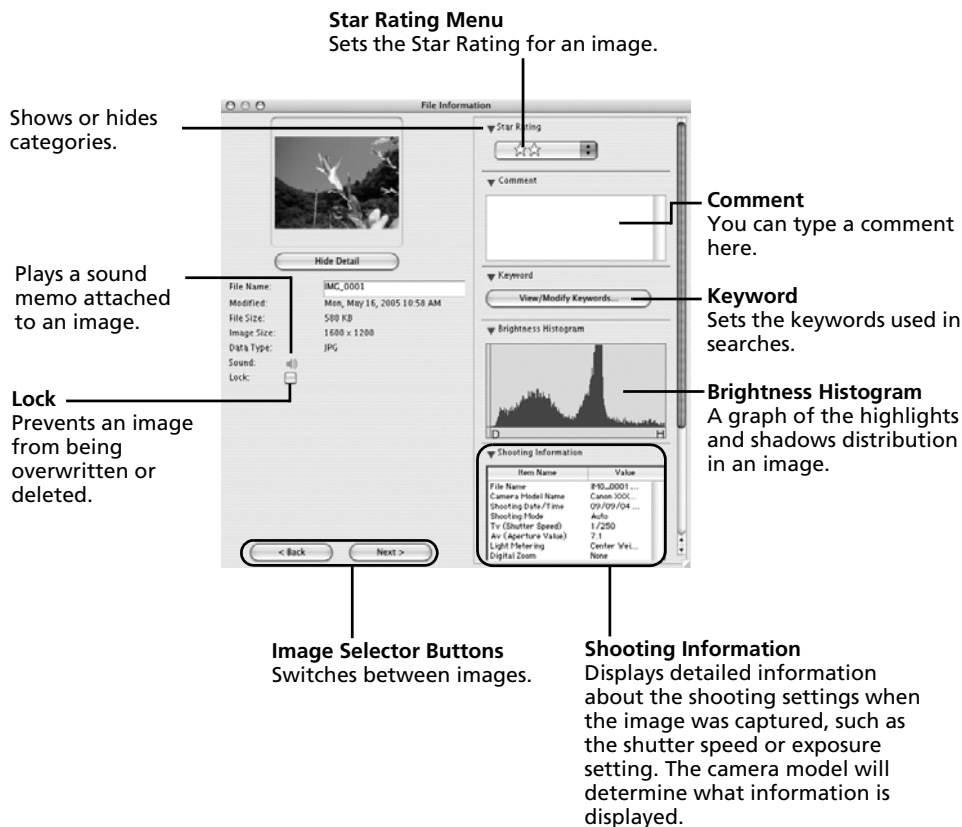 Star Rating Menu
Sets the Star Rating for an image.
Shows or hides
categories.
Plays a sound
memo attached
to an image.
Lock
Prevents an image
from being
overwritten or
deleted.
File Information
Hide Detail
File Name: IMG_0001
Modified: Mon, May 16, 2005 10:58 AM
File Size: 580 KB
Image Size: 1600 x 1200
Data Type: JPG
Sound:
Lock:
< Back Next >
Star Rating
Comment
Keyword
View/Modify Keywords...
Brightness Histogram
D H
Shooting Information
Item Name Value
File Name IMG_0001 ...
Camera Model Name Canon XXX...
Shooting Date/Time 09/09/04 ...
Shooting Mode Auto
Tv (Shutter Speed) 1/250
Av (Aperture Value) 7.1
Light Metering Center Wei...
Digital Zoom None
Comment
You can type a comment
here.
Keyword
Sets the keywords used in
searches.
Brightness Histogram
A graph of the highlights
and shadows distribution
in an image.
Image Selector Buttons
Switches between images.
Shooting Information
Displays detailed information
about the shooting settings when
the image was captured, such as
the shutter speed or exposure
setting. The camera model will
determine what information is
displayed.